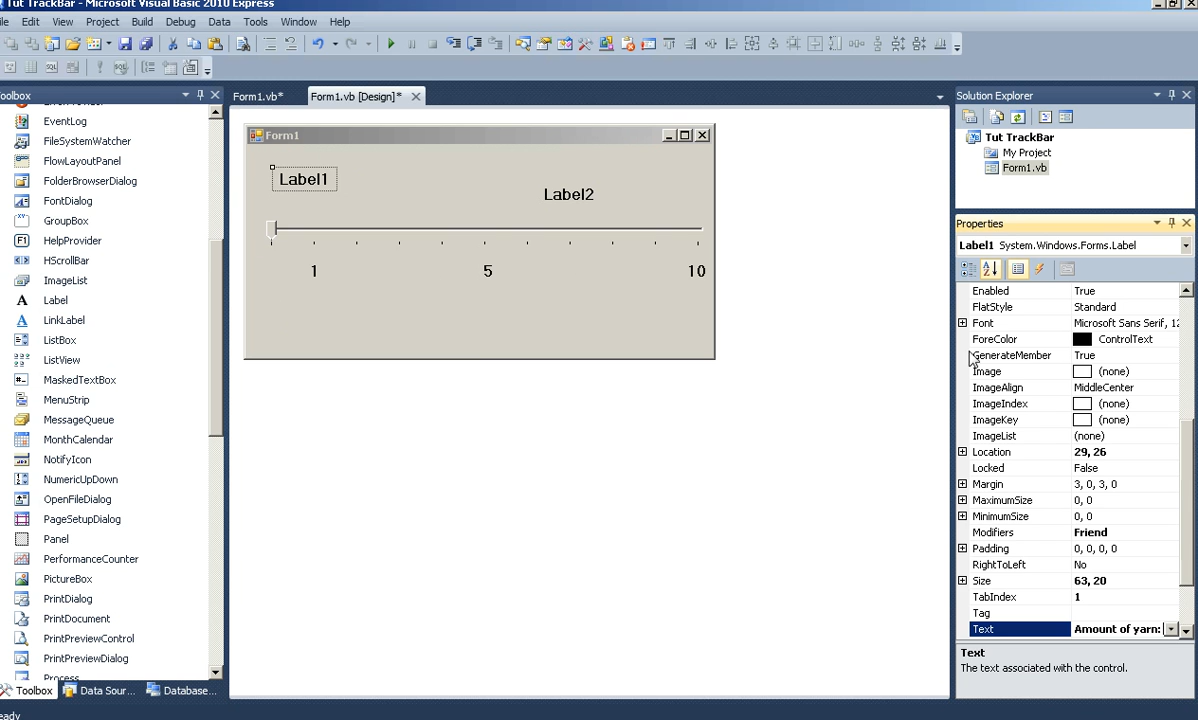 Tut TrackBar - Microsoft Visual Basic 2010 Express
File Edit View Project Build Debug Data Tools Window Help
Toolbox
EventLog
FileSystemWatcher
FlowLayoutPanel
FolderBrowserDialog
FontDialog
GroupBox
HelpProvider
HScrollBar
ImageList
Label
LinkLabel
ListBox
ListView
MaskedTextBox
MenuStrip
MessageQueue
MonthCalendar
NotifyIcon
NumericUpDown
OpenFileDialog
PageSetupDialog
Panel
PerformanceCounter
PictureBox
PrintDialog
PrintDocument
PrintPreviewControl
PrintPreviewDialog
Process
Toolbox Data Sour... Database...
Ready
Form1.vb* Form1.vb [Design]*
Form1
Label1
Label2
1 5 10
Solution Explorer
Tut TrackBar
My Project
Form1.vb
Properties
Label1 System.Windows.Forms.Label
Enabled True
FlatStyle Standard
Font Microsoft Sans Serif, 12
ForeColor ControlText
GenerateMember True
Image (none)
ImageAlign MiddleCenter
ImageIndex (none)
ImageKey (none)
ImageList (none)
Location 29, 26
Locked False
Margin 3, 0, 3, 0
MaximumSize 0, 0
MinimumSize 0, 0
Modifiers Friend
Padding 0, 0, 0, 0
RightToLeft No
Size 63, 20
TabIndex 1
Tag
Text Amount of yarn:
Text
The text associated with the control.